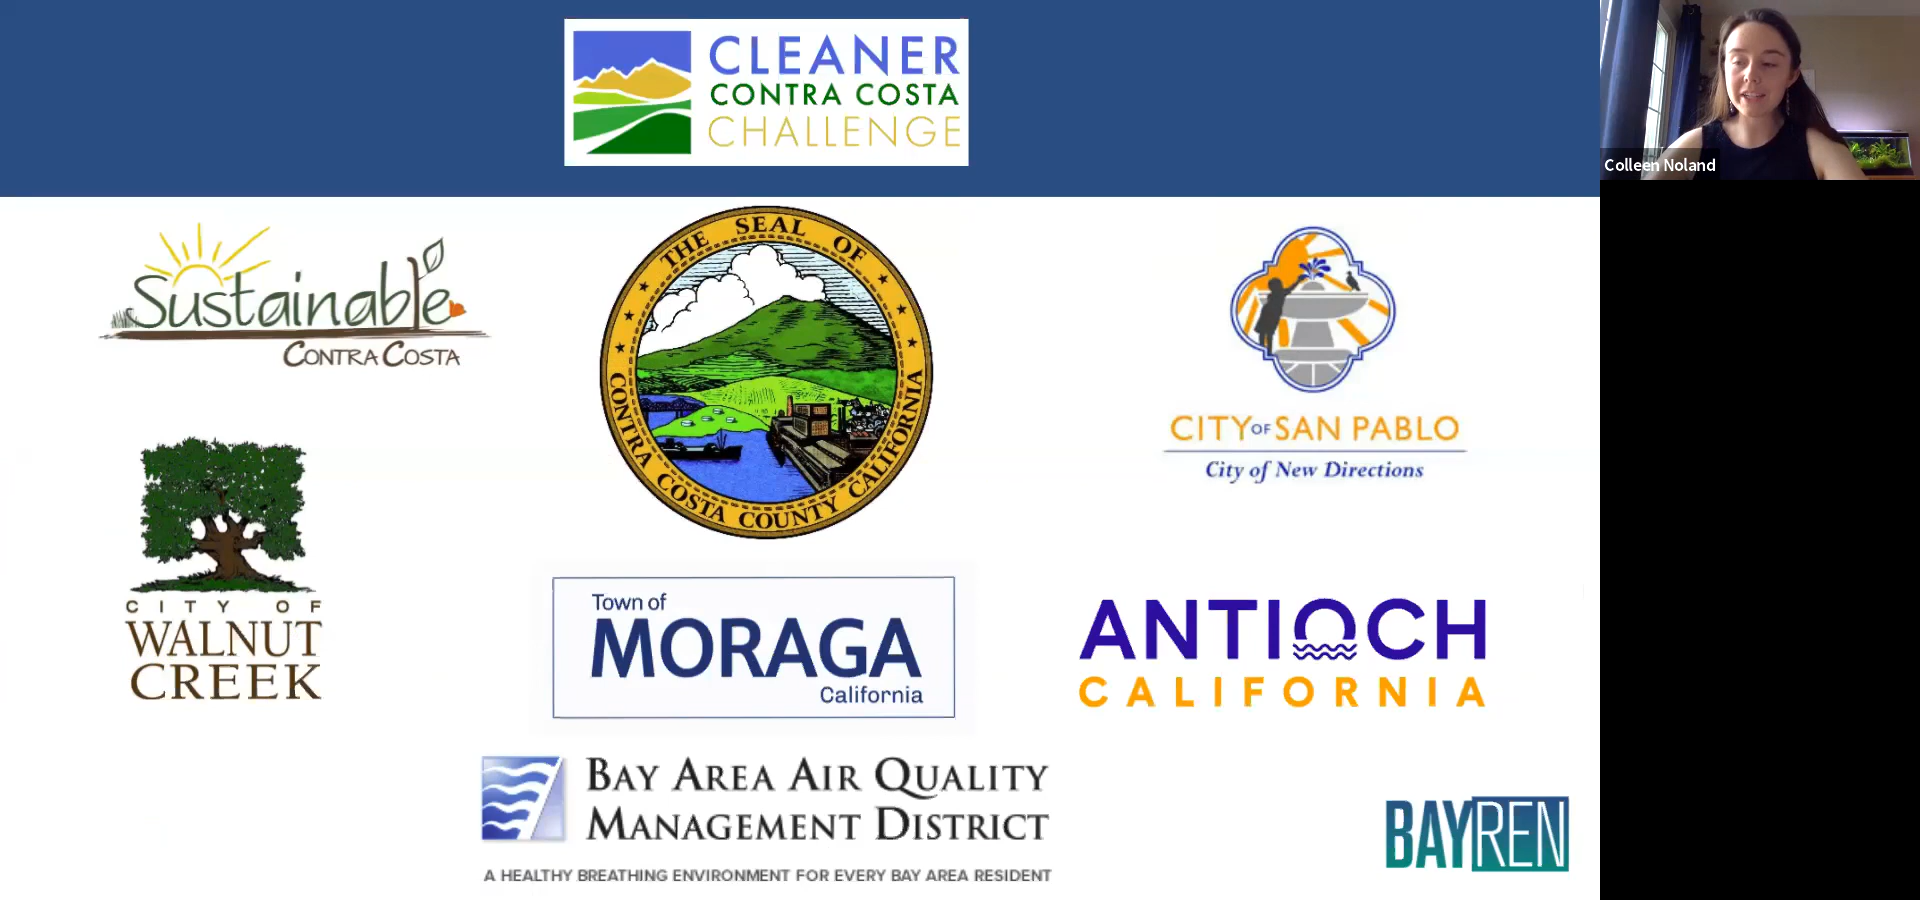 CLEANER
CONTRA COSTA
CHALLENGE
Colleen Noland
Sustainable
CONTRA COSTA
THE SEAL OF
CONTRA COSTA COUNTY CALIFORNIA
CITY OF SAN PABLO
City of New Directions
CITY OF
WALNUT
CREEK
Town of
MORAGA
California
ANTIOCH
CALIFORNIA
BAY AREA AIR QUALITY
MANAGEMENT DISTRICT
A HEALTHY BREATHING ENVIRONMENT FOR EVERY BAY AREA RESIDENT
BAYREN